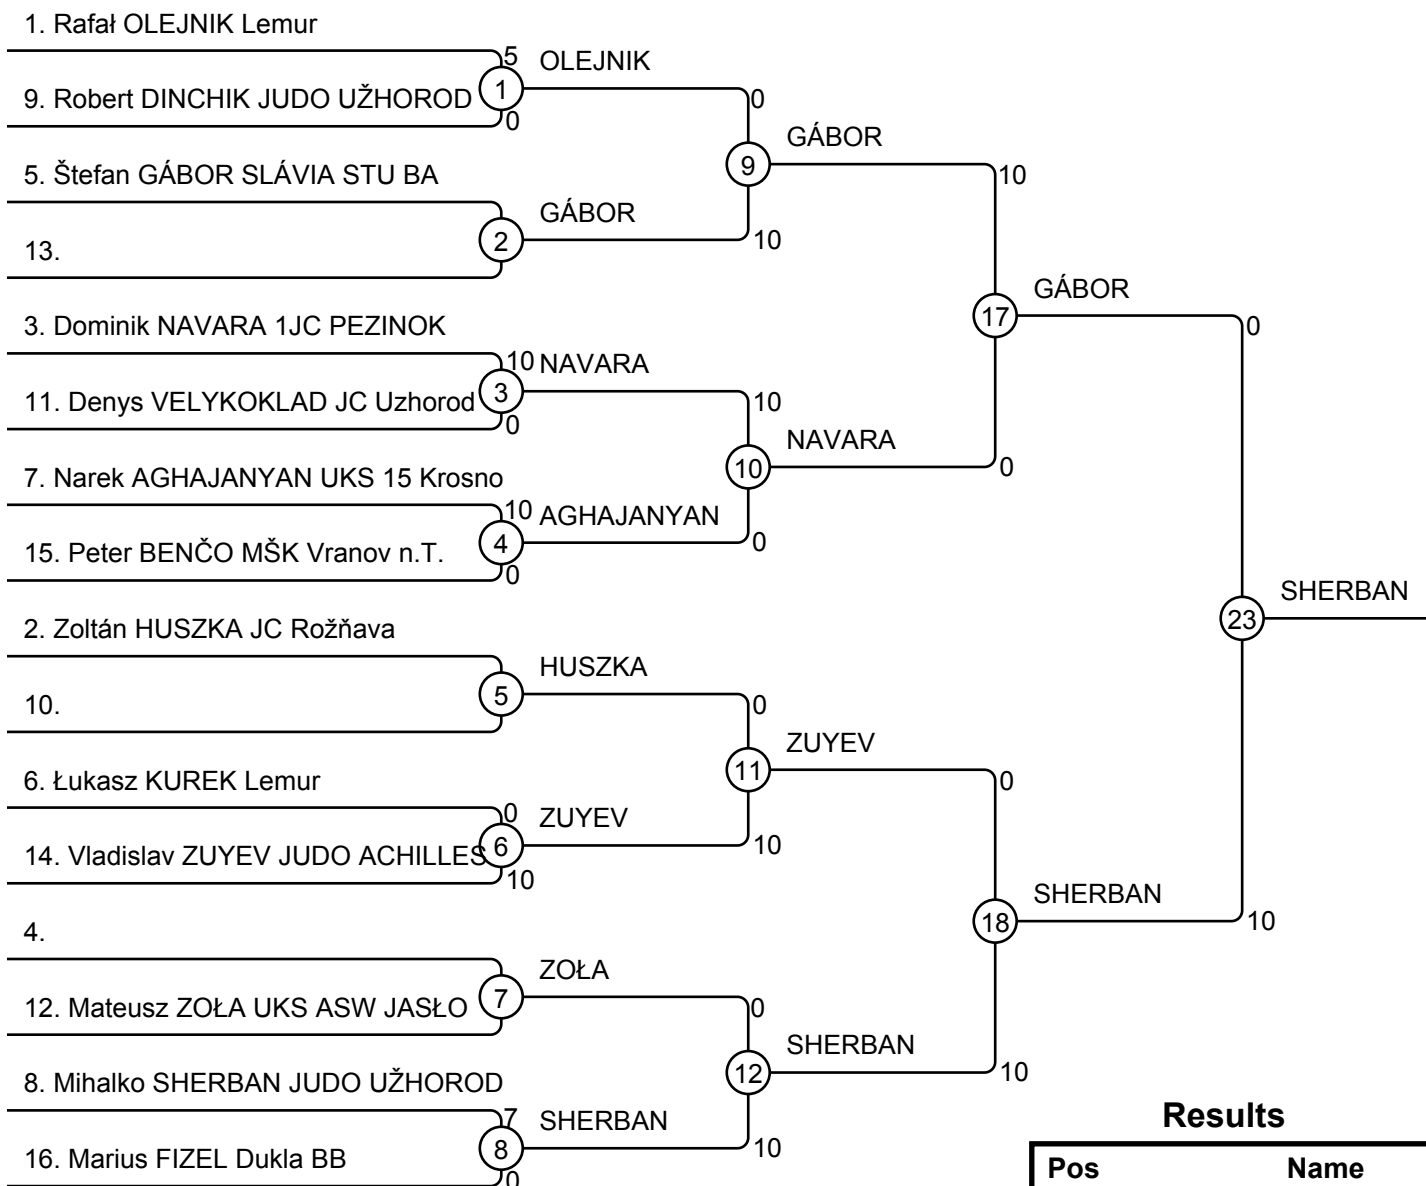 1. Rafał OLEJNIK Lemur
5
OLEJNIK
1
9. Robert DINCHIK JUDO UŽHOROD
0
0
GÁBOR
9
10
5. Štefan GÁBOR SLÁVIA STU BA
GÁBOR
2
10
13.
GÁBOR
17
0
3. Dominik NAVARA 1JC PEZINOK
10
NAVARA
3
10
11. Denys VELYKOKLAD JC Uzhorod
0
NAVARA
10
0
7. Narek AGHAJANYAN UKS 15 Krosno
10
AGHAJANYAN
4
0
15. Peter BENČO MŠK Vranov n.T.
0
SHERBAN
23
2. Zoltán HUSZKA JC Rožňava
HUSZKA
5
0
10.
ZUYEV
11
0
6. Łukasz KUREK Lemur
0
ZUYEV
6
10
14. Vladislav ZUYEV JUDO ACHILLES
10
SHERBAN
18
10
4.
ZOŁA
7
0
12. Mateusz ZOŁA UKS ASW JASŁO
SHERBAN
12
10
8. Mihalko SHERBAN JUDO UŽHOROD
7
SHERBAN
8
10
16. Marius FIZEL Dukla BB
0
Results
Pos Name